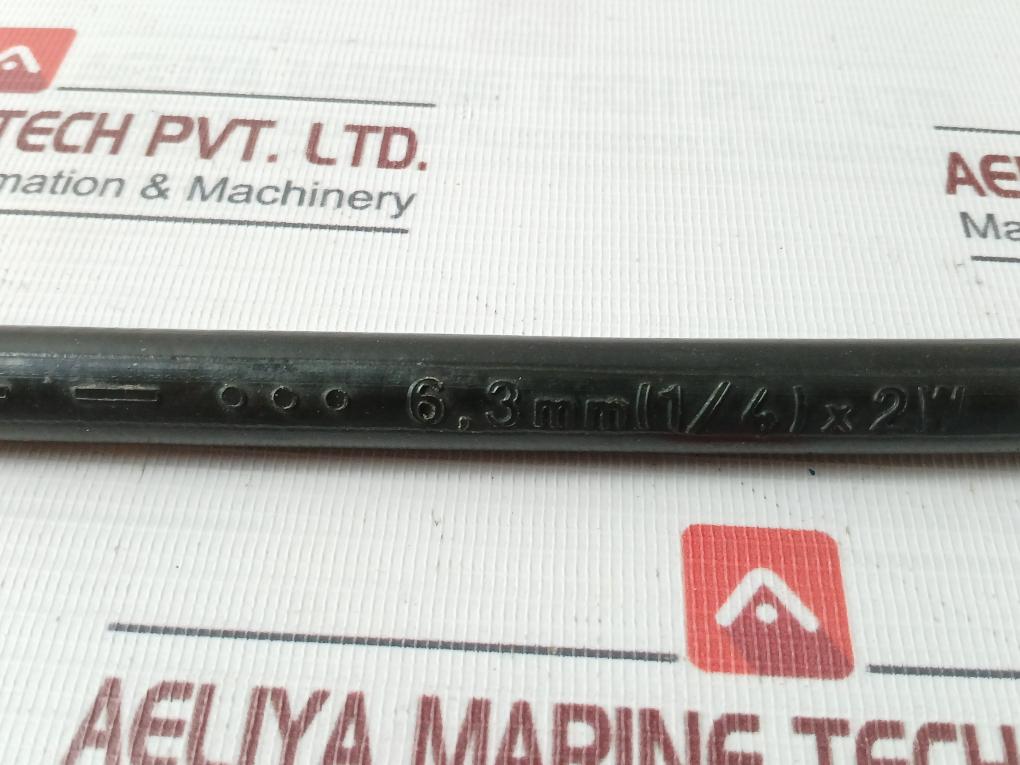 TECH PVT. LTD.
mation & Machinery
AE
Ma
— ••• 6.3mm(1/4)x2W
AELIYA MARINE TECH